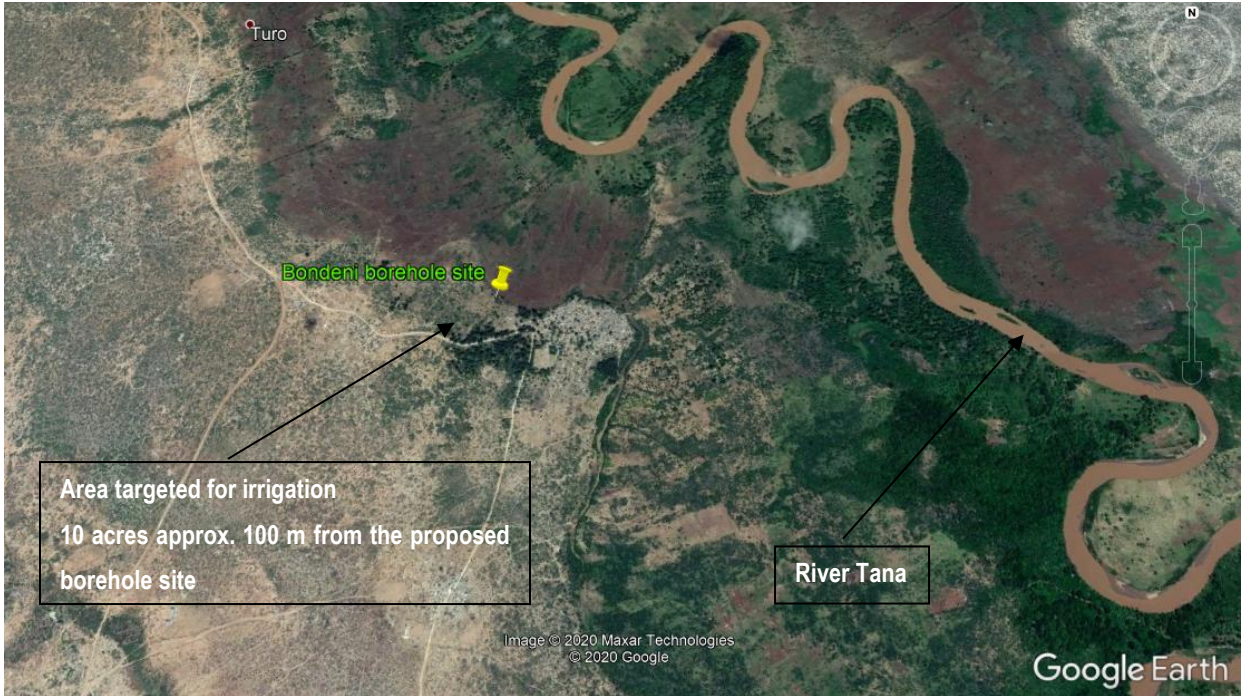 N
Turo
Bondeni borehole site
Area targeted for irrigation
10 acres approx. 100 m from the proposed
borehole site
River Tana
Image © 2020 Maxar Technologies
© 2020 Google
Google Earth